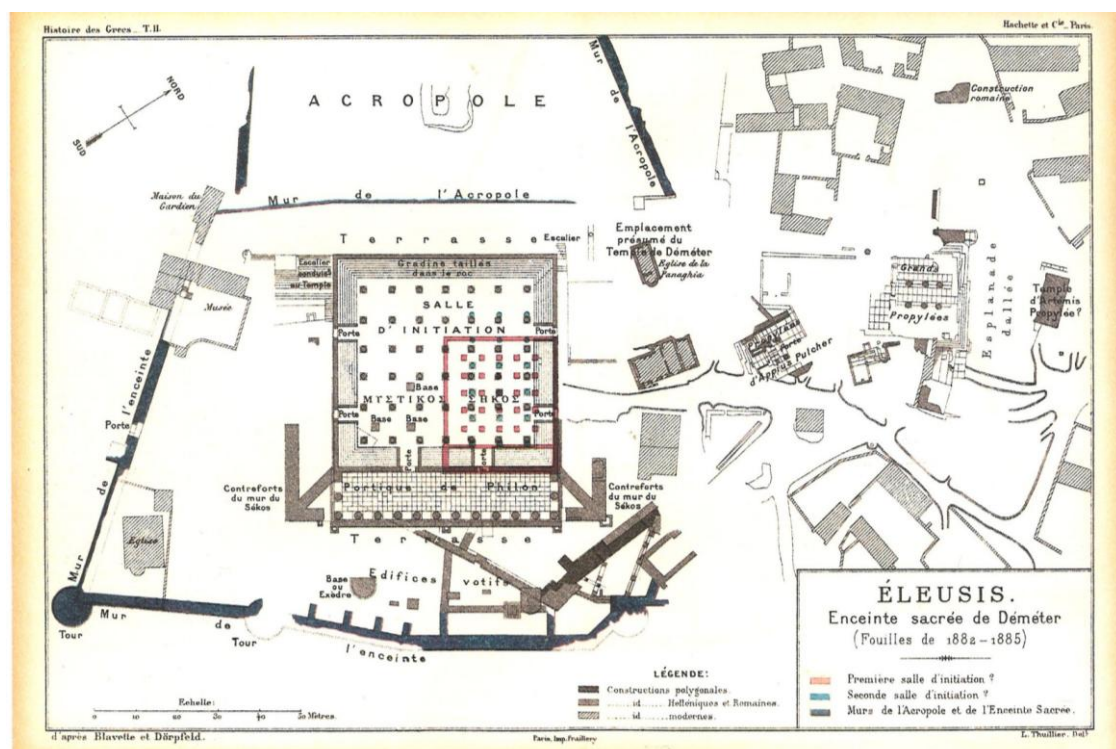 Histoire des Grecs _ T. II.
Hachette et Cie_ Paris.
NORD
SUD
ACROPOLE
Mur de l'Acropole
Construction
romaine
Maison du
Gardien
Mur de l'Acropole
Terrasse
Escalier
Escalier
conduisant
au Temple
Gradins taillés
dans le roc
Emplacement
présumé du
Temple de Déméter
Eglise de la
Panaghia
Grands
Propylées
Esplanade
dallée
Temple
d'Artémis
Propylée ?
Musée
SALLE
D'INITIATION
Porte
Porte
Propylées
Porte
d'Appius Pulcher
Base
ΜΥΣΤΙΚΟΣ ΣΗΚΟΣ
Porte
Base
Base
Porte
Porte
Porte
Porte
Mur de l'enceinte
Contreforts
du mur du
Sékos
Portique de Philon
Contreforts
du mur du
Sékos
Terrasse
Eglise
Base
ou
Exèdre
Edifices votifs
Tour
Mur de l'enceinte
Tour
ÉLEUSIS.
Enceinte sacrée de Déméter
(Fouilles de 1882-1885)
Première salle d'initiation ?
Seconde salle d'initiation ?
Murs de l'Acropole et de l'Enceinte Sacrée.
LÉGENDE:
Constructions polygonales.
.... id .... Helléniques et Romaines.
.... id .... modernes.
Echelle:
0 10 20 30 40 50 Mètres.
d'après Blavette et Dörpfeld.
Paris, Imp. Fraillery.
L. Thuillier, Delt